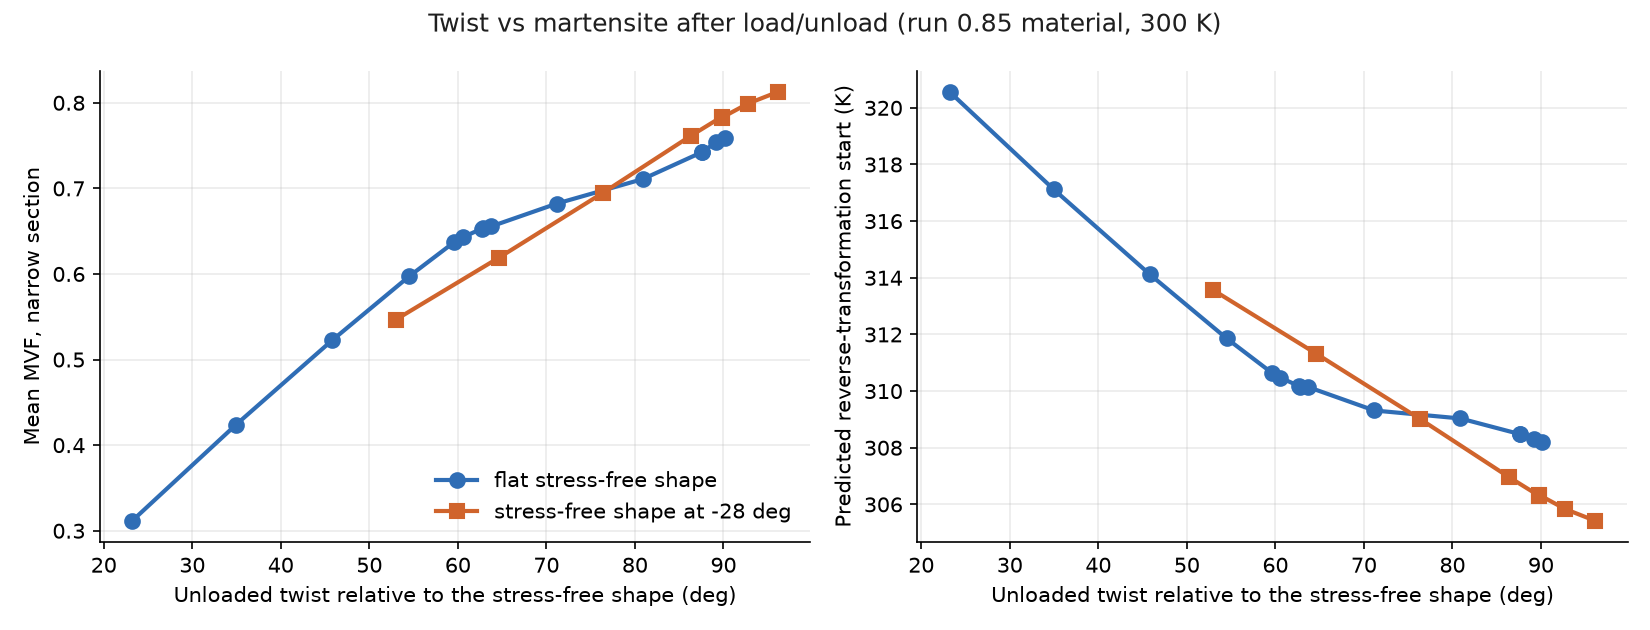 Twist vs martensite after load/unload (run 0.85 material, 300 K)
Mean MVF, narrow section
0.8
0.7
0.6
0.5
0.4
0.3
20 30 40 50 60 70 80 90
Unloaded twist relative to the stress-free shape (deg)
flat stress-free shape
stress-free shape at -28 deg
Predicted reverse-transformation start (K)
320
318
316
314
312
310
308
306
20 30 40 50 60 70 80 90
Unloaded twist relative to the stress-free shape (deg)